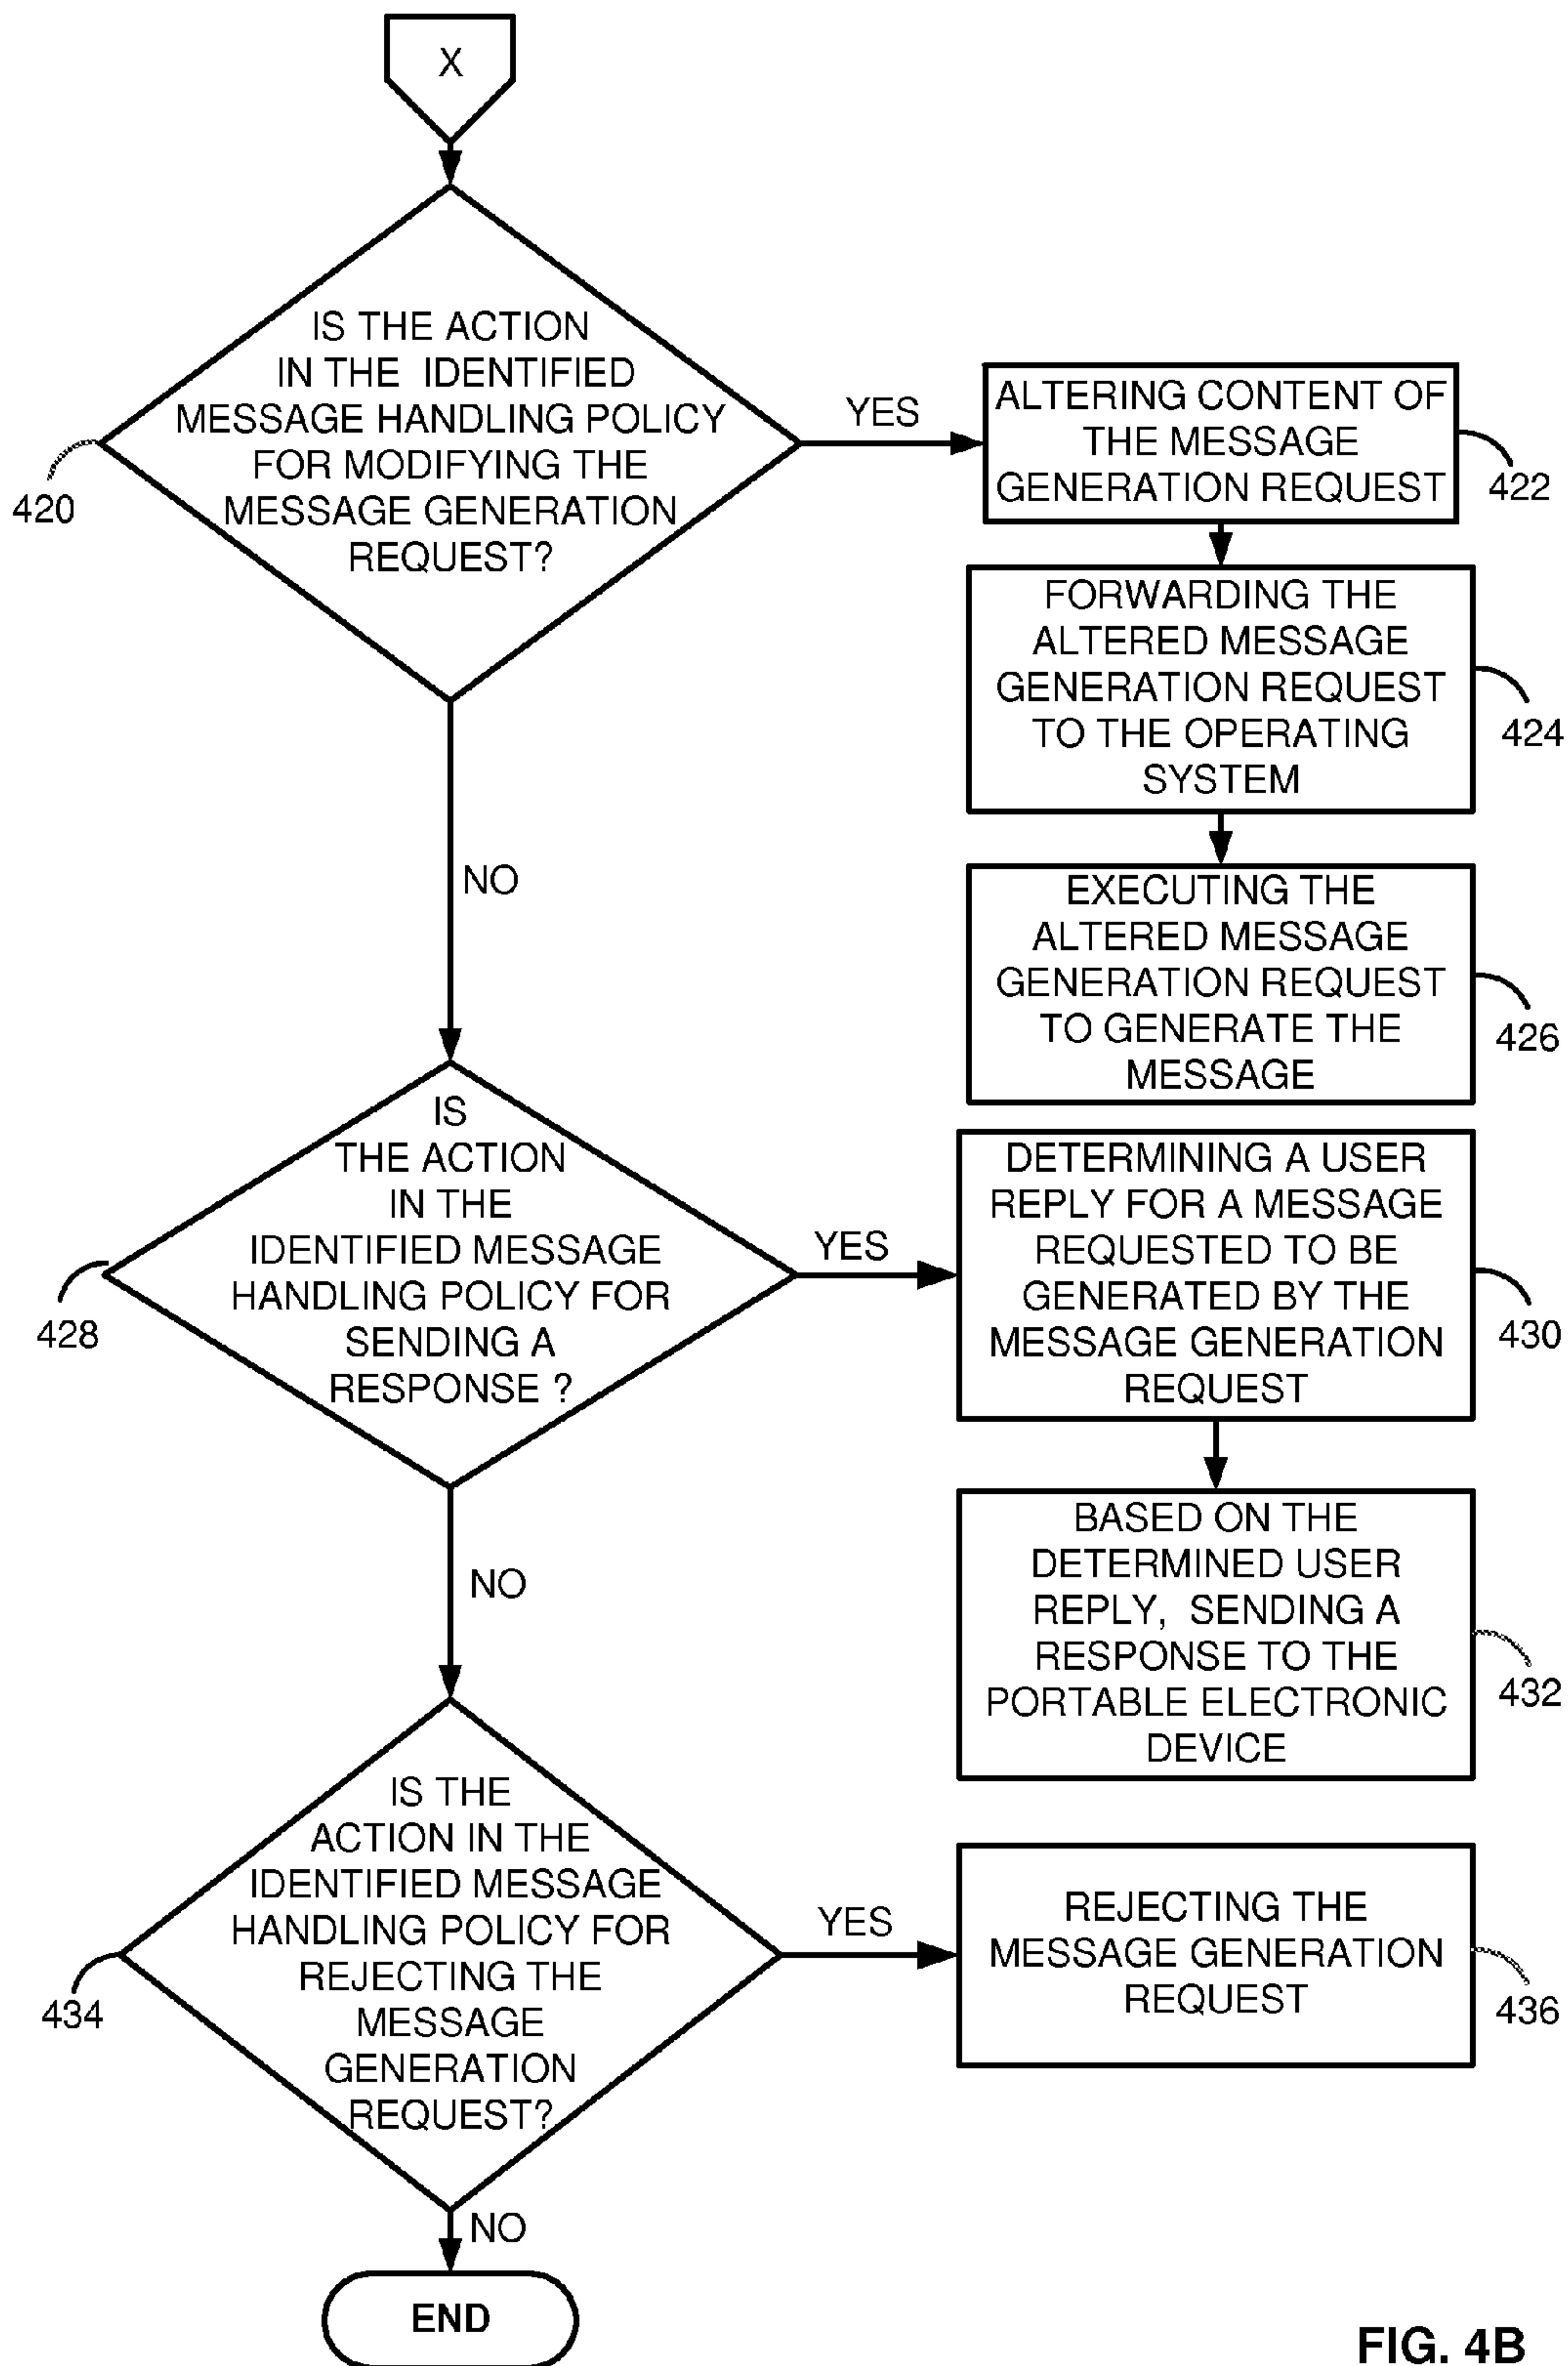 X
IS THE ACTION
IN THE IDENTIFIED
MESSAGE HANDLING POLICY
FOR MODIFYING THE
MESSAGE GENERATION
REQUEST?
420
YES
ALTERING CONTENT OF
THE MESSAGE
GENERATION REQUEST
422
FORWARDING THE
ALTERED MESSAGE
GENERATION REQUEST
TO THE OPERATING
SYSTEM
424
EXECUTING THE
ALTERED MESSAGE
GENERATION REQUEST
TO GENERATE THE
MESSAGE
426
NO
IS
THE ACTION
IN THE
IDENTIFIED MESSAGE
HANDLING POLICY FOR
SENDING A
RESPONSE ?
428
YES
DETERMINING A USER
REPLY FOR A MESSAGE
REQUESTED TO BE
GENERATED BY THE
MESSAGE GENERATION
REQUEST
430
BASED ON THE
DETERMINED USER
REPLY, SENDING A
RESPONSE TO THE
PORTABLE ELECTRONIC
DEVICE
432
NO
IS THE
ACTION IN THE
IDENTIFIED MESSAGE
HANDLING POLICY FOR
REJECTING THE
MESSAGE
GENERATION
REQUEST?
434
YES
REJECTING THE
MESSAGE GENERATION
REQUEST
436
NO
END
FIG. 4B